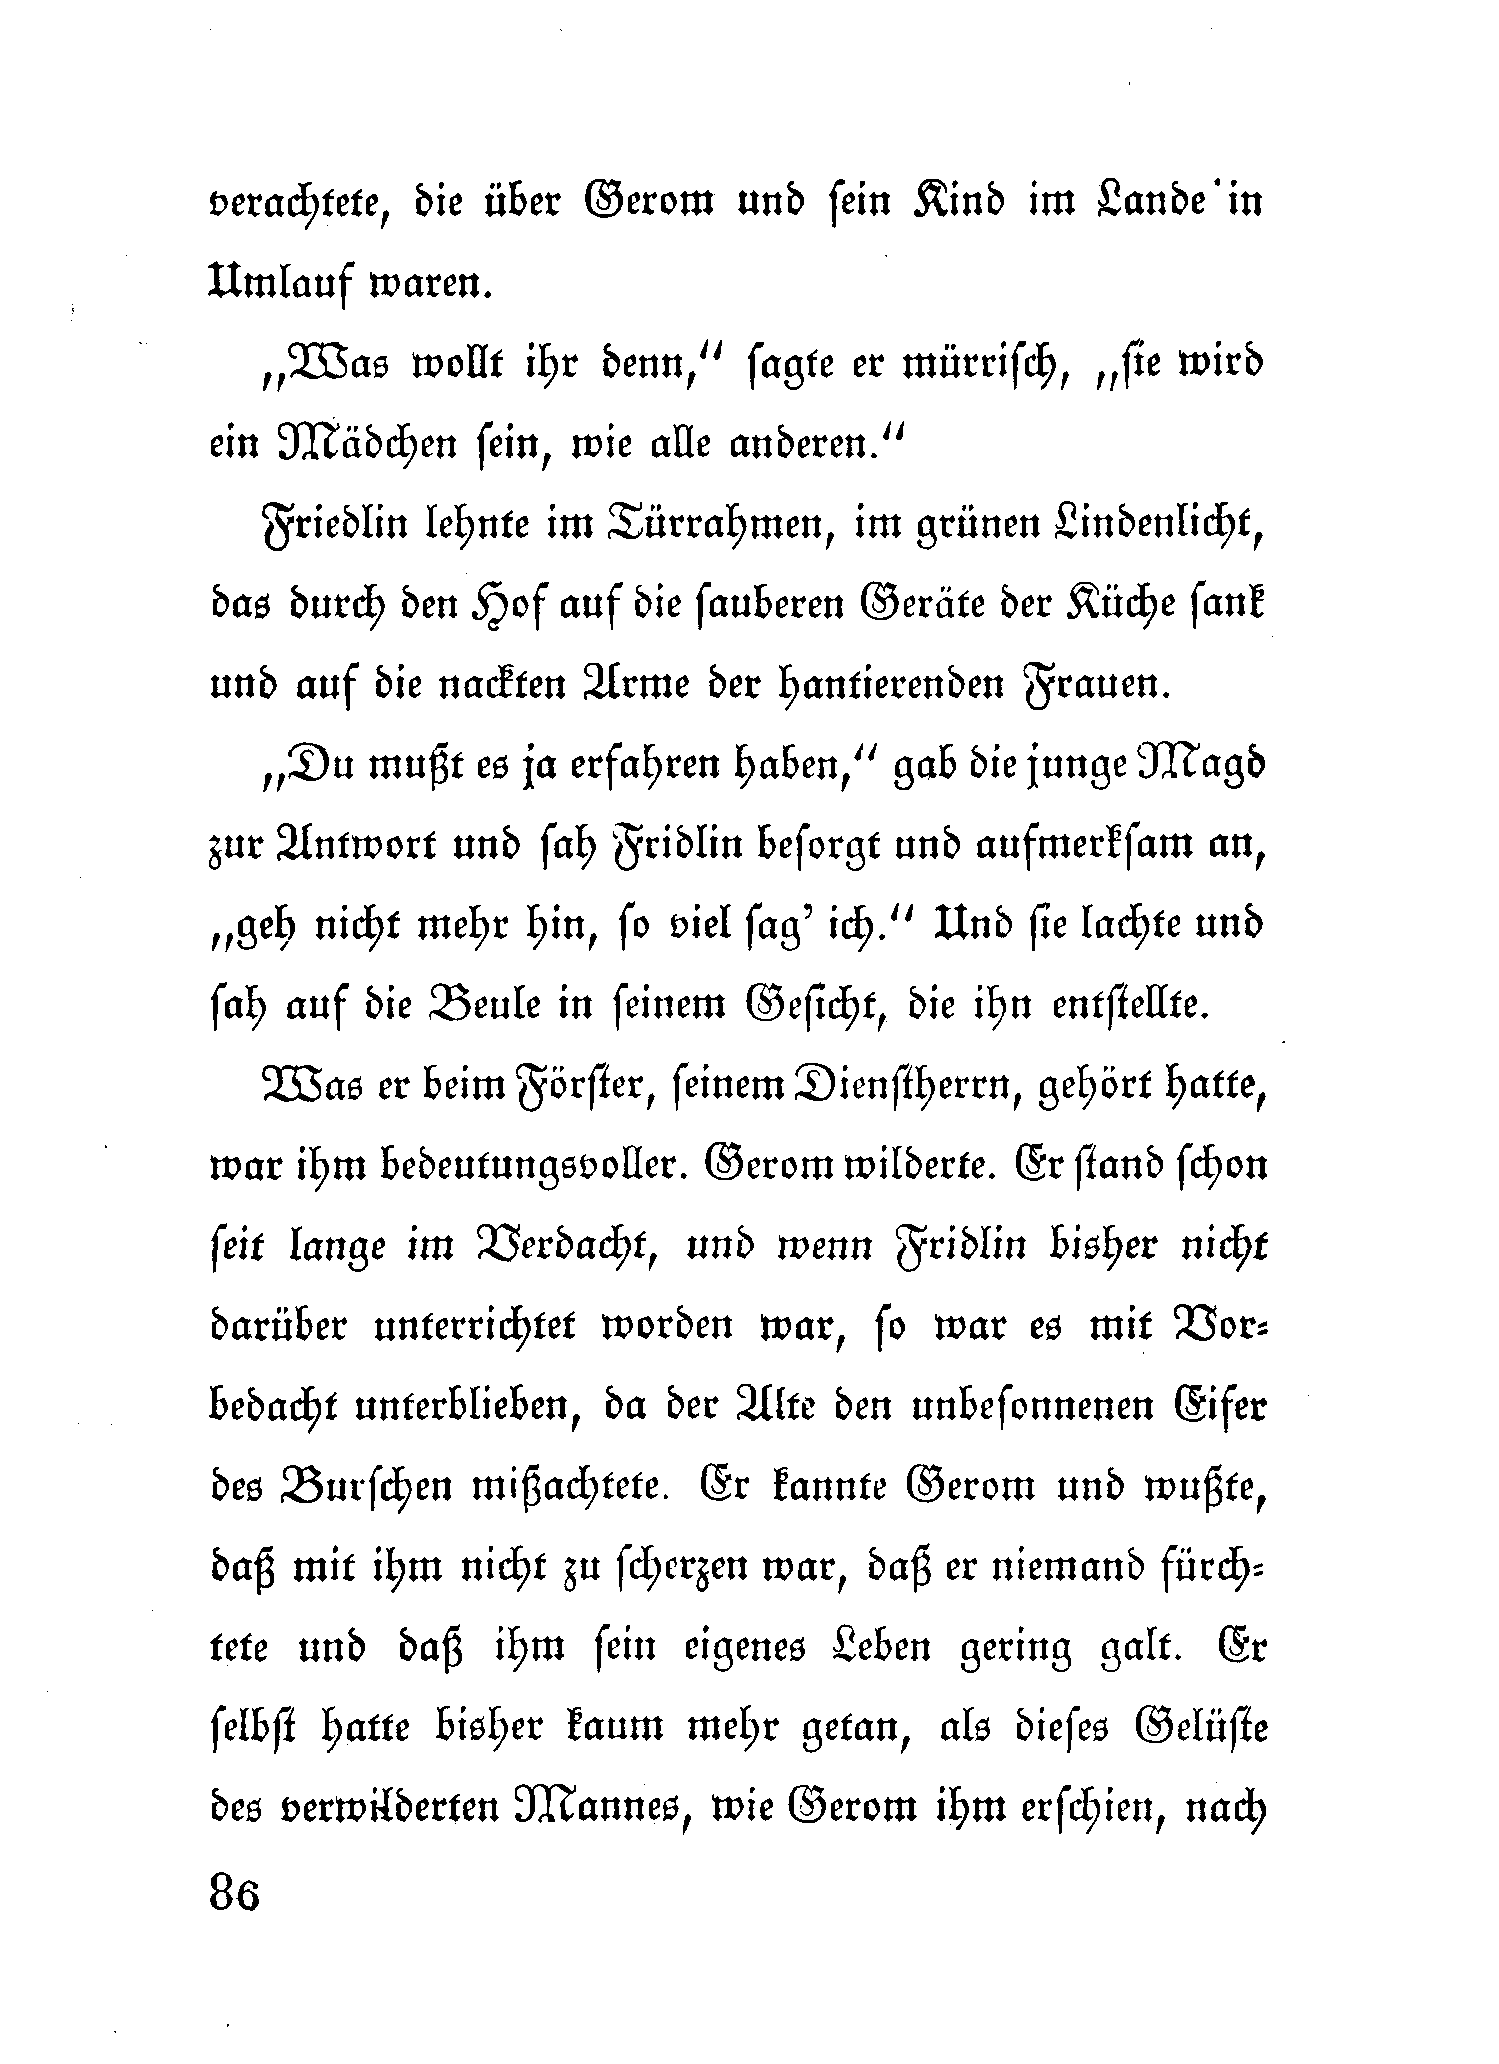 verachtete, die über Gerom und sein Kind im Lande in
Umlauf waren.
„Was wollt ihr denn,“ sagte er mürrisch, „sie wird
ein Mädchen sein, wie alle anderen.“
Friedlin lehnte im Türrahmen, im grünen Lindenlicht,
das durch den Hof auf die sauberen Geräte der Küche sank
und auf die nackten Arme der hantierenden Frauen.
„Du mußt es ja erfahren haben,“ gab die junge Magd
zur Antwort und sah Fridlin besorgt und aufmerksam an,
„geh nicht mehr hin, so viel sag’ ich.“ Und sie lachte und
sah auf die Beule in seinem Gesicht, die ihn entstellte.
Was er beim Förster, seinem Dienstherrn, gehört hatte,
war ihm bedeutungsvoller. Gerom wilderte. Er stand schon
seit lange im Verdacht, und wenn Fridlin bisher nicht
darüber unterrichtet worden war, so war es mit Vor-
bedacht unterblieben, da der Alte den unbesonnenen Eifer
des Burschen mißachtete. Er kannte Gerom und wußte,
daß mit ihm nicht zu scherzen war, daß er niemand fürch-
tete und daß ihm sein eigenes Leben gering galt. Er
selbst hatte bisher kaum mehr getan, als dieses Gelüste
des verwilderten Mannes, wie Gerom ihm erschien, nach
86